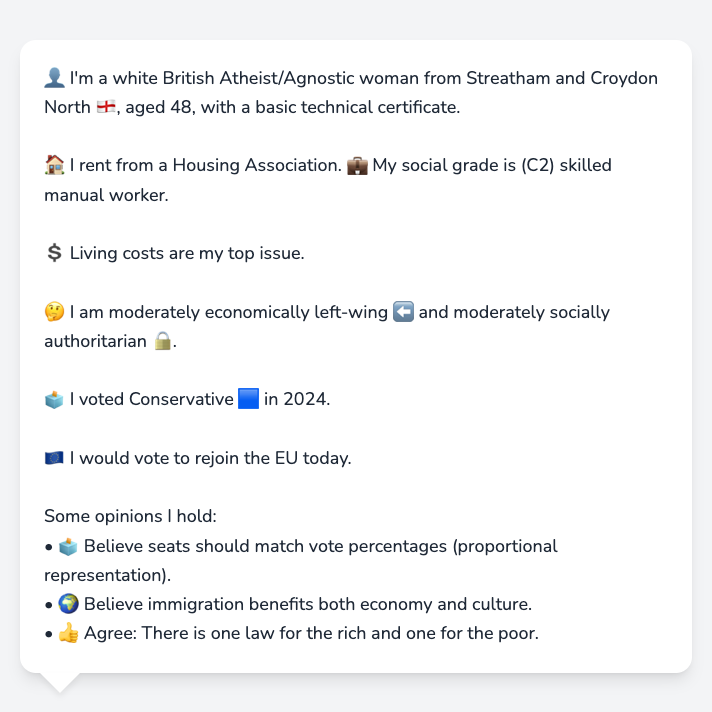 👤 I'm a white British Atheist/Agnostic woman from Streatham and Croydon
North 🏴󠁧󠁢󠁥󠁮󠁧󠁿, aged 48, with a basic technical certificate.
🏠 I rent from a Housing Association. 💼 My social grade is (C2) skilled
manual worker.
💲 Living costs are my top issue.
🤔 I am moderately economically left-wing ⬅️ and moderately socially
authoritarian 🔒.
🗳️ I voted Conservative 🟦 in 2024.
🇪🇺 I would vote to rejoin the EU today.
Some opinions I hold:
• 🗳️ Believe seats should match vote percentages (proportional
representation).
• 🌍 Believe immigration benefits both economy and culture.
• 👍 Agree: There is one law for the rich and one for the poor.